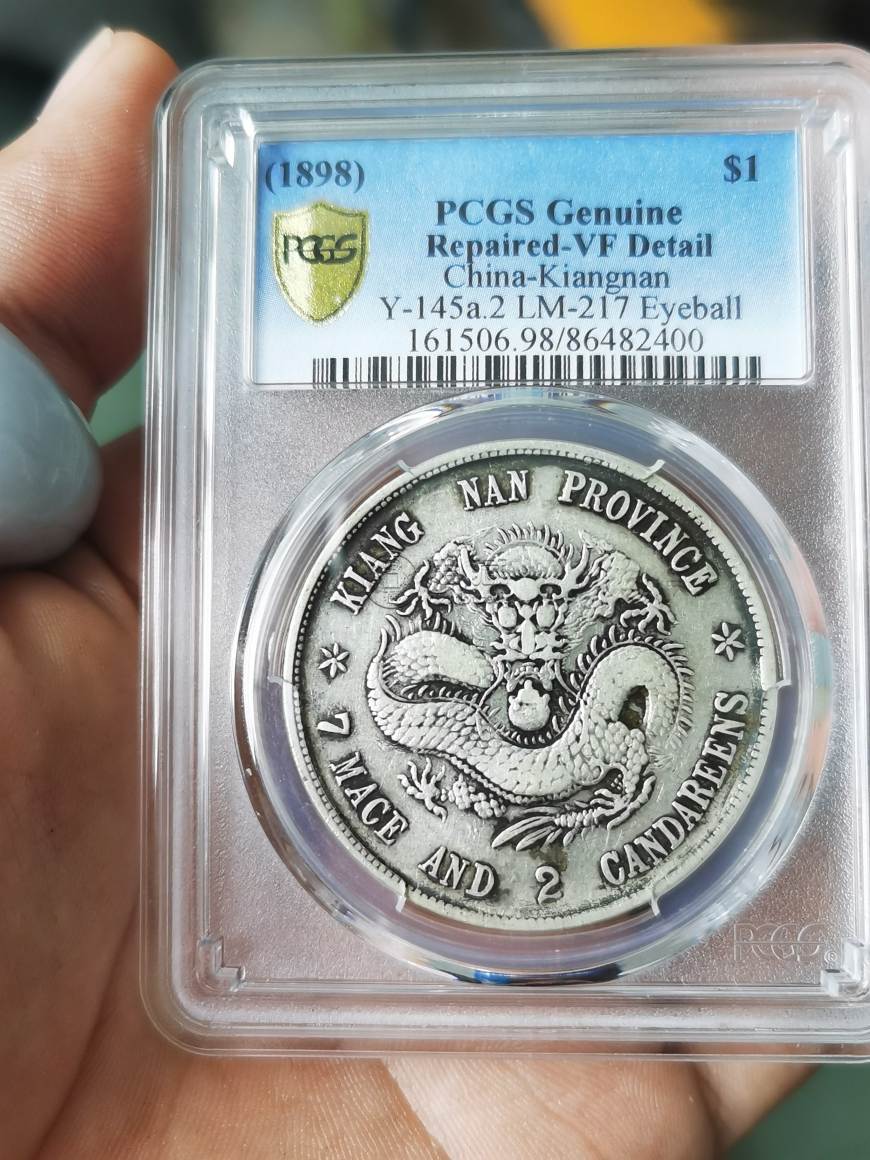 (1898) $1
PCGS Genuine
PCGS
Repaired-VF Detail
China-Kiangnan
Y-145a.2 LM-217 Eyeball
161506.98/86482400
KIANG NAN PROVINCE
7 MACE AND 2 CANDAREENS
PCGS